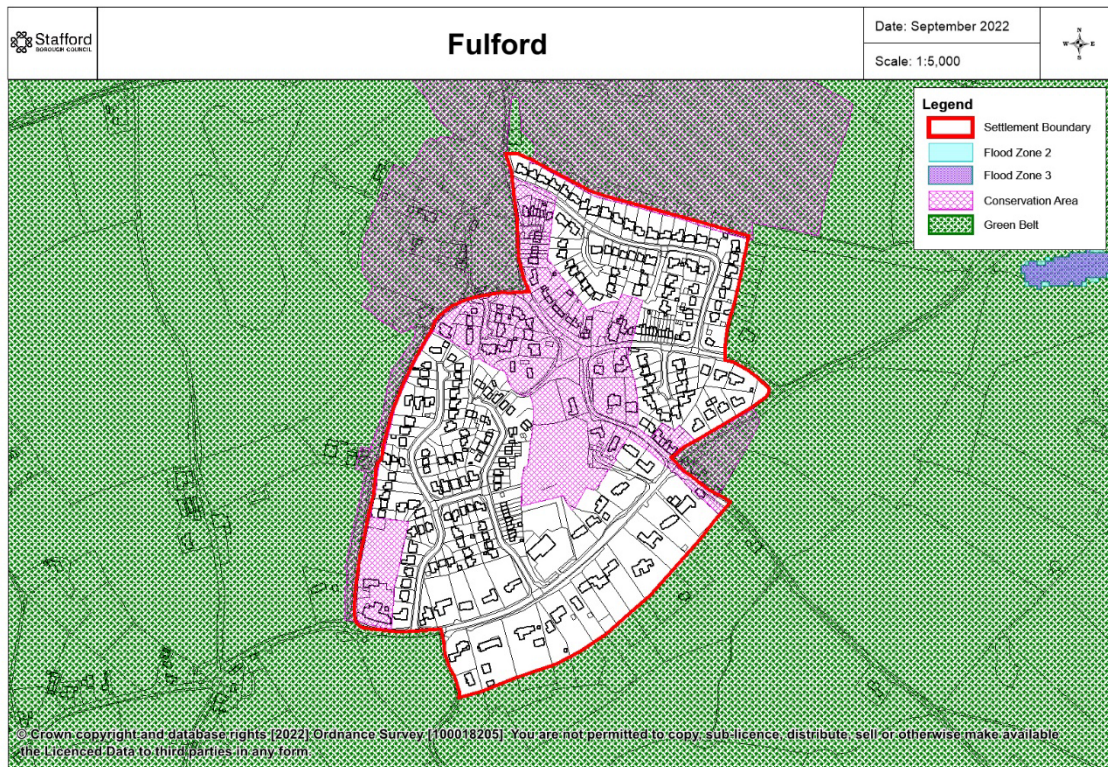 Stafford
BOROUGH COUNCIL
Fulford
Date: September 2022
Scale: 1:5,000
N
W E
S
Legend
Settlement Boundary
Flood Zone 2
Flood Zone 3
Conservation Area
Green Belt
© Crown copyright and database rights [2022] Ordnance Survey [100018205]. You are not permitted to copy, sub-licence, distribute, sell or otherwise make available
the Licenced Data to third parties in any form.